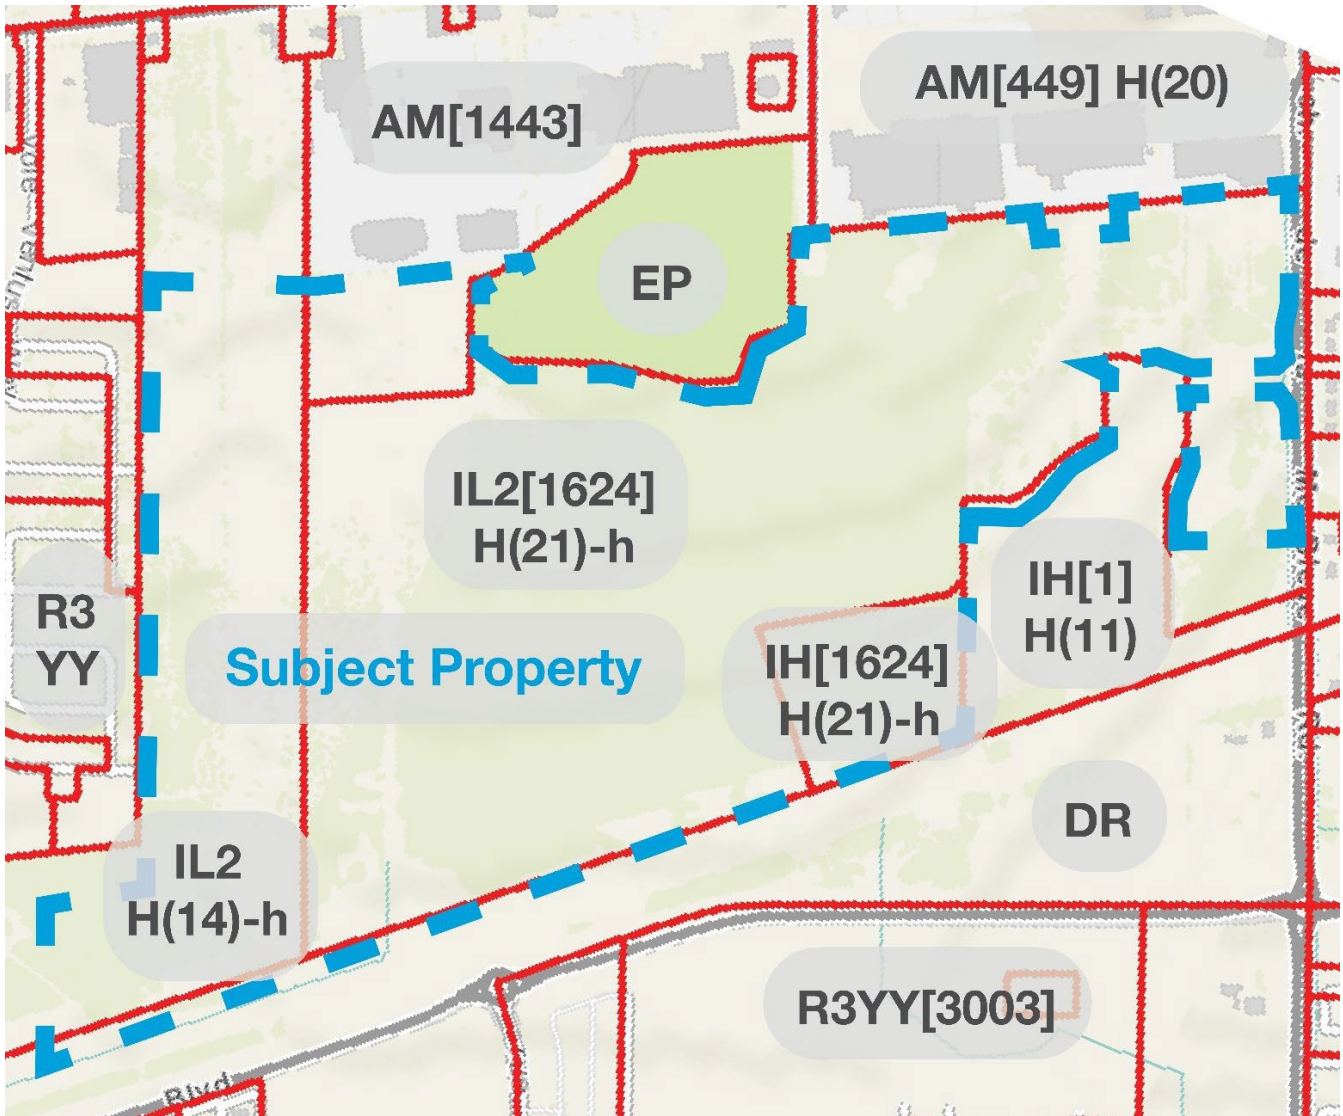 AM[449] H(20)
AM[1443]
EP
IL2[1624]
H(21)-h
R3
YY
IH[1]
H(11)
Subject Property
IH[1624]
H(21)-h
DR
IL2
H(14)-h
R3YY[3003]
Blvd